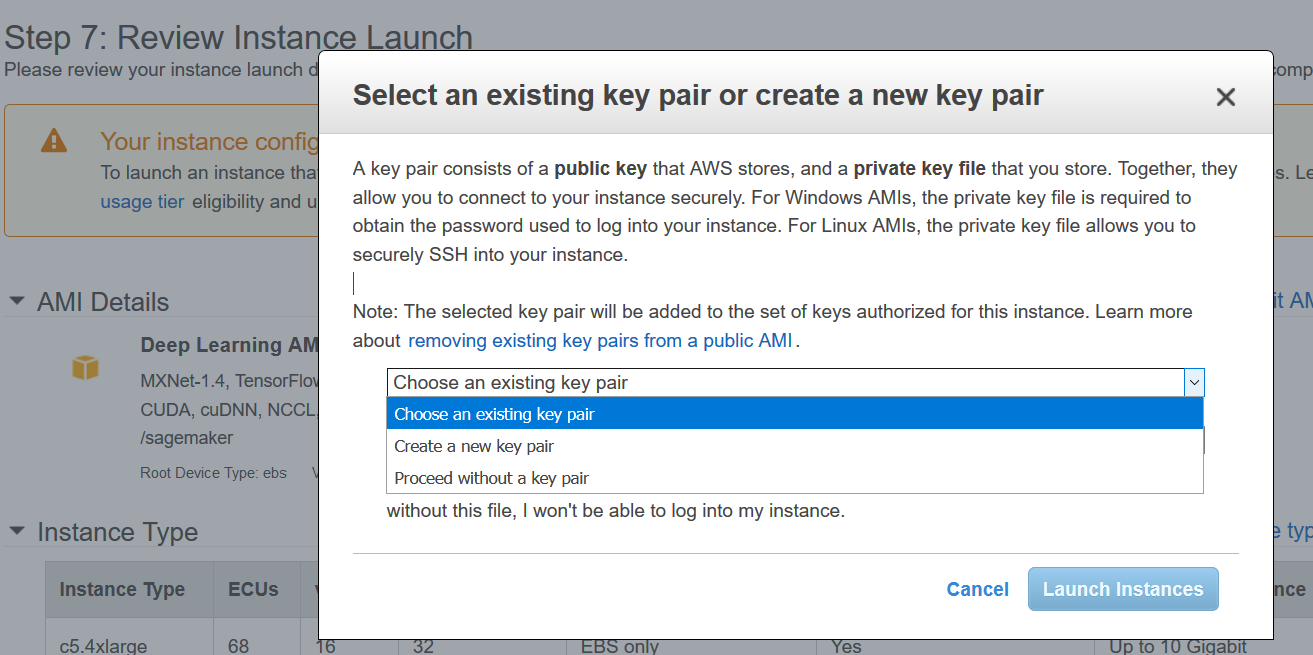 Step 7: Review Instance Launch
Please review your instance launch
Your instance config
To launch an instance tha
usage tier eligibility and u
s. Le
Select an existing key pair or create a new key pair
A key pair consists of a public key that AWS stores, and a private key file that you store. Together, they
allow you to connect to your instance securely. For Windows AMIs, the private key file is required to
obtain the password used to log into your instance. For Linux AMIs, the private key file allows you to
securely SSH into your instance.
Note: The selected key pair will be added to the set of keys authorized for this instance. Learn more
about removing existing key pairs from a public AMI.
Choose an existing key pair
Choose an existing key pair
Create a new key pair
Proceed without a key pair
without this file, I won't be able to log into my instance.
Cancel
Launch Instances
AMI Details
Deep Learning AM
MXNet-1.4, TensorFlow
CUDA, cuDNN, NCCL,
/sagemaker
Root Device Type: ebs
Instance Type
Instance Type ECUs
c5.4xlarge 68 16 32 EBS only Yes Up to 10 Gigabit